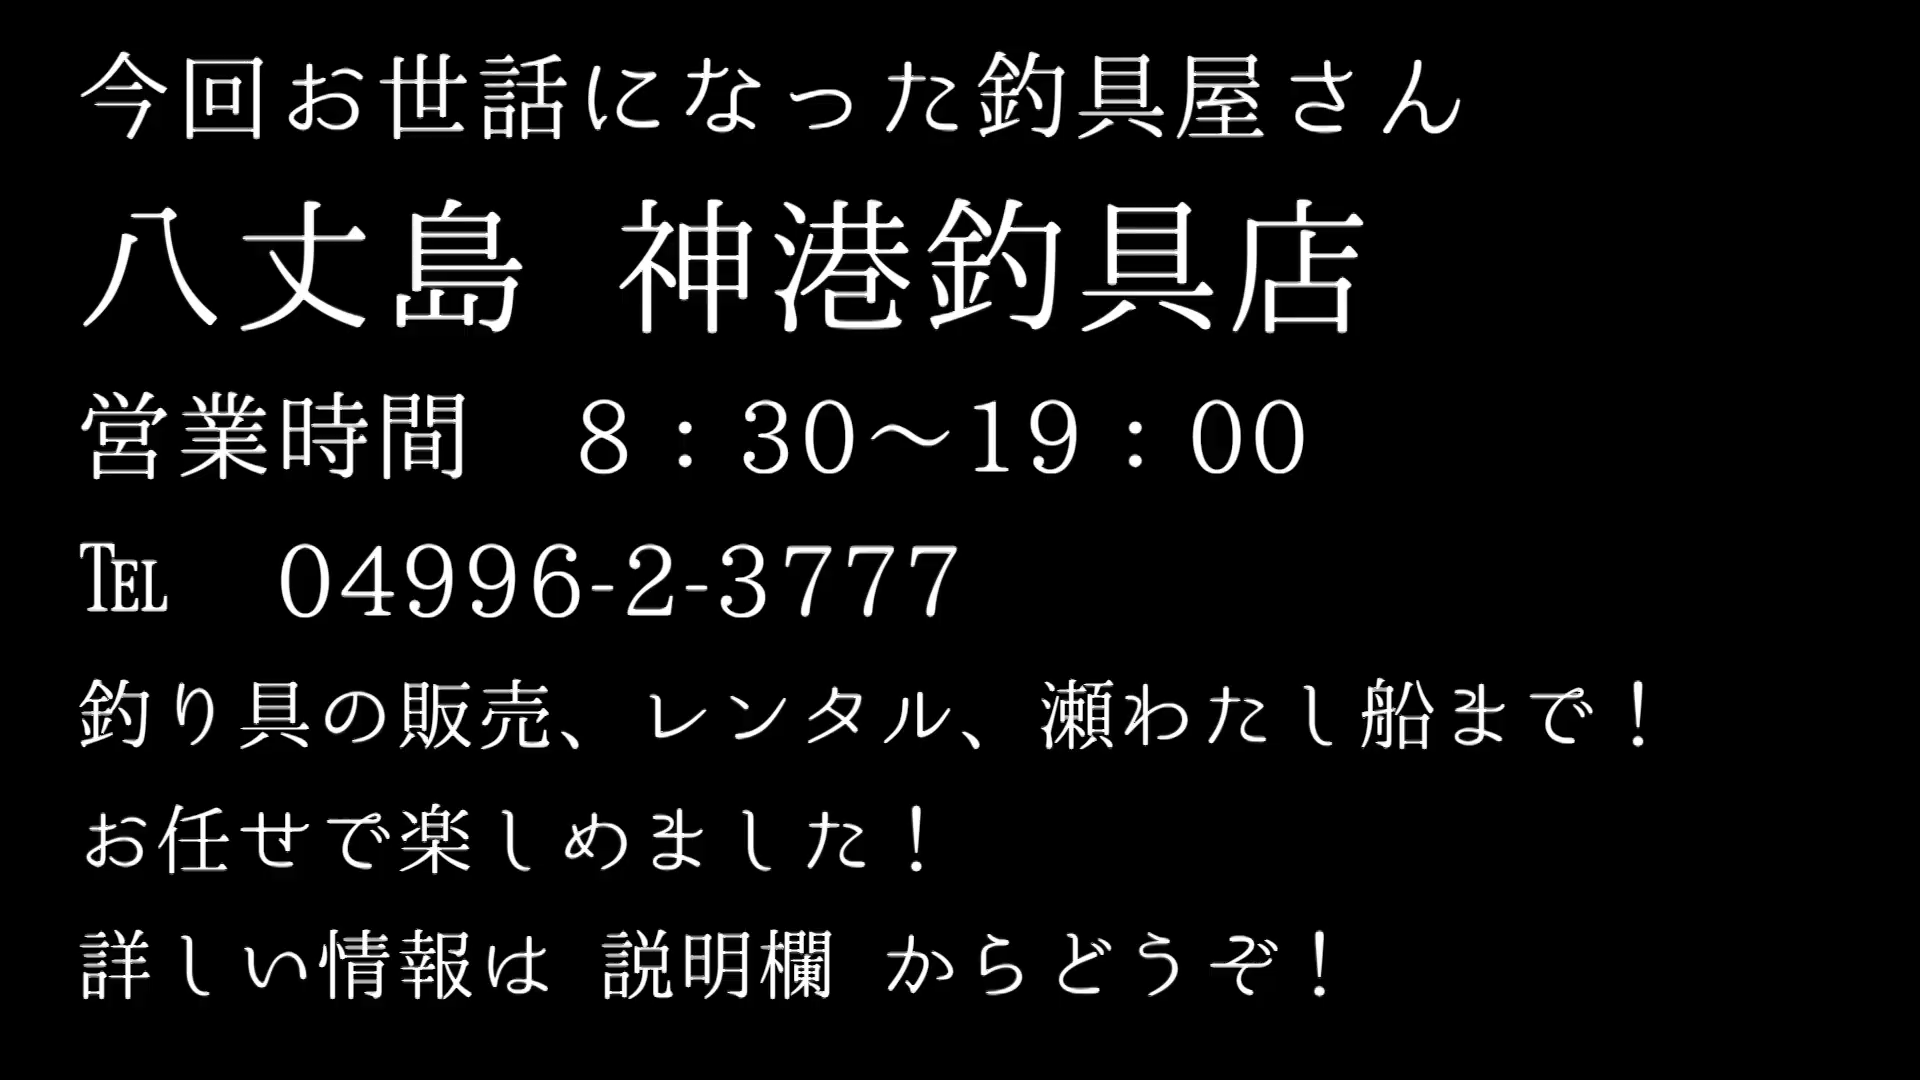 今回お世話になった釣具屋さん
八丈島 神港釣具店
営業時間 8：30～19：00
℡ 04996-2-3777
釣り具の販売、レンタル、瀬わたし船まで！
お任せで楽しめました！
詳しい情報は 説明欄 からどうぞ！